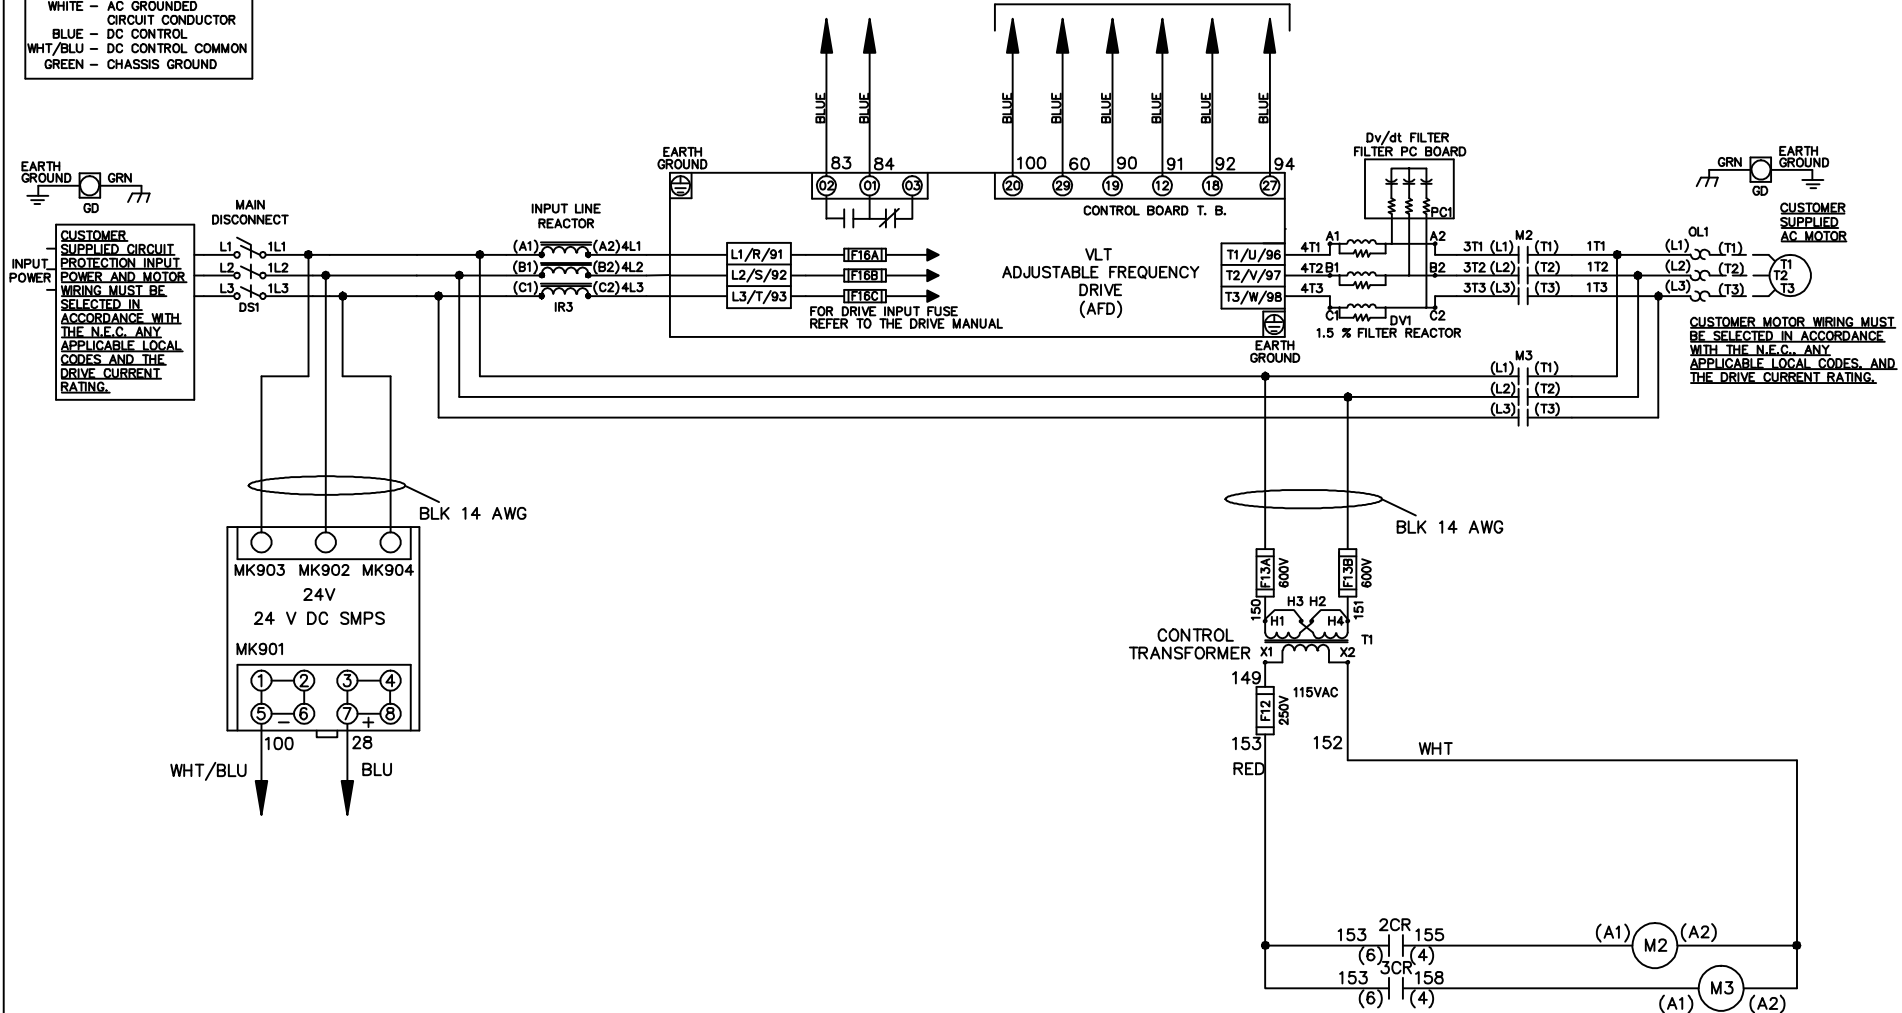 WHITE – AC GROUNDED
CIRCUIT CONDUCTOR
BLUE – DC CONTROL
WHT/BLU – DC CONTROL COMMON
GREEN – CHASSIS GROUND
BLUE
BLUE
BLUE
BLUE
BLUE
BLUE
BLUE
BLUE
EARTH
GROUND
GRN
GD
INPUT
POWER
CUSTOMER
SUPPLIED CIRCUIT
PROTECTION INPUT
POWER AND MOTOR
WIRING MUST BE
SELECTED IN
ACCORDANCE WITH
THE N.E.C. ANY
APPLICABLE LOCAL
CODES AND THE
DRIVE CURRENT
RATING.
MAIN
DISCONNECT
L1 1L1
L2 1L2
L3 1L3
DS1
INPUT LINE
REACTOR
(A1) (A2) 4L1
(B1) (B2) 4L2
(C1) (C2) 4L3
IR3
EARTH
GROUND
83 84
02 01 03
100 60 90 91 92 94
20 29 19 12 18 27
CONTROL BOARD T. B.
L1/R/91
L2/S/92
L3/T/93
F16A
F16B
F16C
FOR DRIVE INPUT FUSE
REFER TO THE DRIVE MANUAL
VLT
ADJUSTABLE FREQUENCY
DRIVE
(AFD)
T1/U/96
T2/V/97
T3/W/98
EARTH
GROUND
Dv/dt FILTER
FILTER PC BOARD
PC1
4T1 A1 A2
4T2 B1 B2
4T3 C1 C2
DV1
1.5 % FILTER REACTOR
M2
3T1 (L1) (T1) 1T1
3T2 (L2) (T2) 1T2
3T3 (L3) (T3) 1T3
OL1
(L1) (T1)
(L2) (T2)
(L3) (T3)
T1
T2
T3
GRN
EARTH
GROUND
GD
CUSTOMER
SUPPLIED
AC MOTOR
CUSTOMER MOTOR WIRING MUST
BE SELECTED IN ACCORDANCE
WITH THE N.E.C., ANY
APPLICABLE LOCAL CODES, AND
THE DRIVE CURRENT RATING.
M3
(L1) (T1)
(L2) (T2)
(L3) (T3)
BLK 14 AWG
MK903 MK902 MK904
24V
24 V DC SMPS
MK901
1 2 3 4
5 – 6 7 + 8
100 28
WHT/BLU BLU
BLK 14 AWG
F13A
600V
F13B
600V
150
151
H3 H2
H1 H4
T1
CONTROL
TRANSFORMER
X1 X2
149
115VAC
F12
250V
153 152
RED
WHT
2CR
153 155
(6) (4)
(A1) M2 (A2)
3CR
153 158
(6) (4)
(A1) M3 (A2)